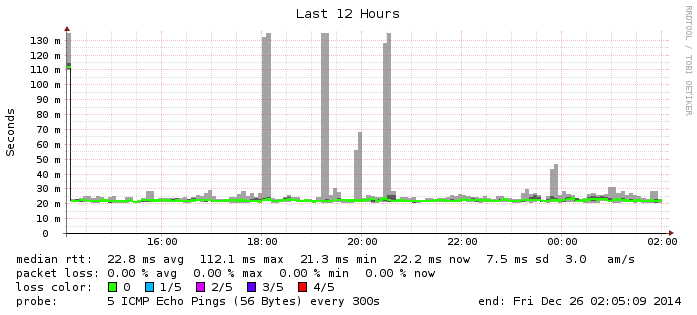 Last 12 Hours
RRDTOOL / TOBI OETIKER
Seconds
130 m
120 m
110 m
100 m
90 m
80 m
70 m
60 m
50 m
40 m
30 m
20 m
10 m
0
16:00 18:00 20:00 22:00 00:00 02:00
median rtt: 22.8 ms avg 112.1 ms max 21.3 ms min 22.2 ms now 7.5 ms sd 3.0 am/s
packet loss: 0.00 % avg 0.00 % max 0.00 % min 0.00 % now
loss color: 0 1/5 2/5 3/5 4/5
probe: 5 ICMP Echo Pings (56 Bytes) every 300s end: Fri Dec 26 02:05:09 2014